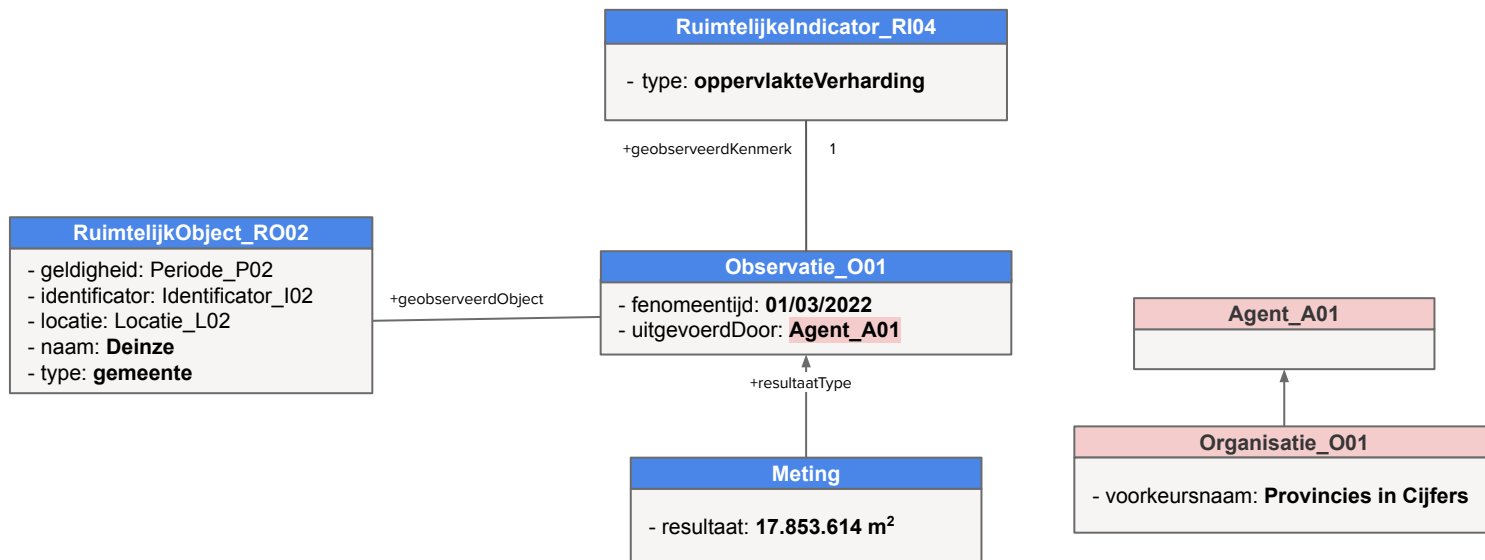 RuimtelijkeIndicator_RI04
- type: oppervlakteVerharding
+geobserveerdKenmerk 1
RuimtelijkObject_RO02
- geldigheid: Periode_P02
- identificator: Identificator_I02
- locatie: Locatie_L02
- naam: Deinze
- type: gemeente
+geobserveerdObject
Observatie_O01
- fenomeentijd: 01/03/2022
- uitgevoerdDoor: Agent_A01
+resultaatType
Meting
- resultaat: 17.853.614 m²
Agent_A01
Organisatie_O01
- voorkeursnaam: Provincies in Cijfers